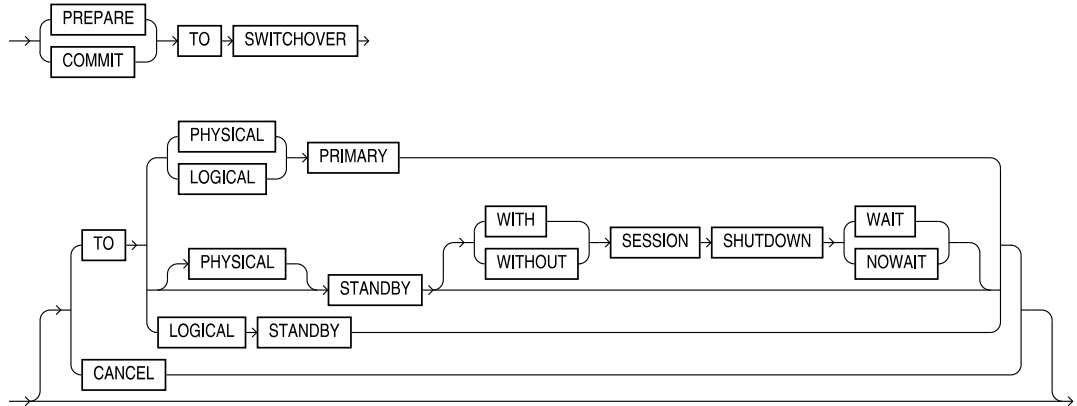 PREPARE
COMMIT
TO SWITCHOVER
PHYSICAL
LOGICAL
PRIMARY
TO
WITH
WITHOUT
SESSION SHUTDOWN
WAIT
NOWAIT
PHYSICAL
STANDBY
LOGICAL STANDBY
CANCEL